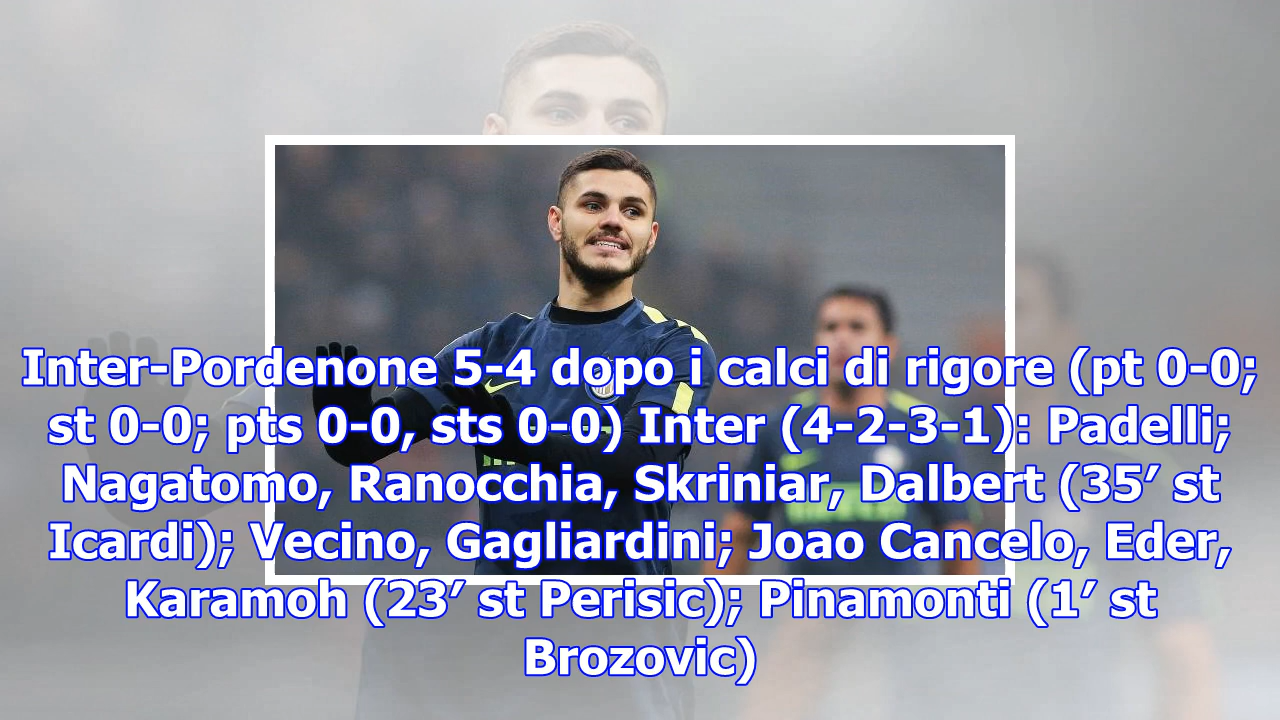 Inter-Pordenone 5-4 dopo i calci di rigore (pt 0-0;
st 0-0; pts 0-0, sts 0-0) Inter (4-2-3-1): Padelli;
Nagatomo, Ranocchia, Skriniar, Dalbert (35′ st
Icardi); Vecino, Gagliardini; Joao Cancelo, Eder,
Karamoh (23′ st Perisic); Pinamonti (1′ st
Brozovic)